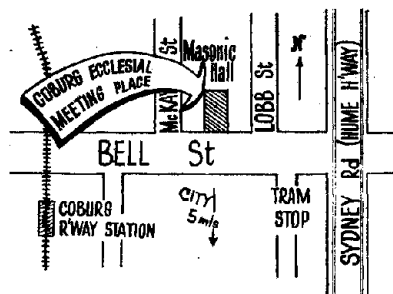 COBURG ECCLESIAL
MEETING PLACE
McKAY St
Masonic
Hall
LOBB St
N
SYDNEY Rd (HUME H'WAY)
BELL St
COBURG
R'WAY STATION
CITY
5 m/s
TRAM
STOP